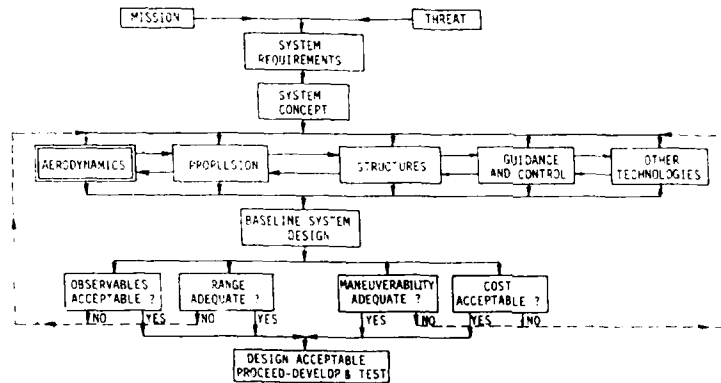 MISSION
THREAT
SYSTEM
REQUIREMENTS
SYSTEM
CONCEPT
AERODYNAMICS
PROPULSION
STRUCTURES
GUIDANCE
AND CONTROL
OTHER
TECHNOLOGIES
BASELINE SYSTEM
DESIGN
OBSERVABLES
ACCEPTABLE ?
RANGE
ADEQUATE ?
MANEUVERABILITY
ADEQUATE ?
COST
ACCEPTABLE ?
NO YES NO YES YES NO YES NO
DESIGN ACCEPTABLE
PROCEED-DEVELOP & TEST